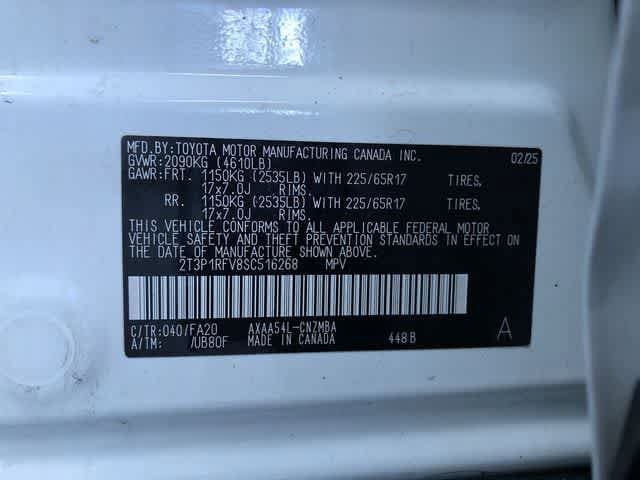 MFD.BY:TOYOTA MOTOR MANUFACTURING CANADA INC. 02/25
GVWR:2090KG (4610LB)
GAWR:FRT. 1150KG (2535LB) WITH 225/65R17 TIRES,
17x7.0J RIMS.
RR. 1150KG (2535LB) WITH 225/65R17 TIRES,
17x7.0J RIMS.
THIS VEHICLE CONFORMS TO ALL APPLICABLE FEDERAL MOTOR
VEHICLE SAFETY AND THEFT PREVENTION STANDARDS IN EFFECT ON
THE DATE OF MANUFACTURE SHOWN ABOVE.
2T3P1RFV8SC516268 MPV
C/TR:040/FA20 AXAA54L-CNZMBA
A/TM: /UB80F MADE IN CANADA 448B A